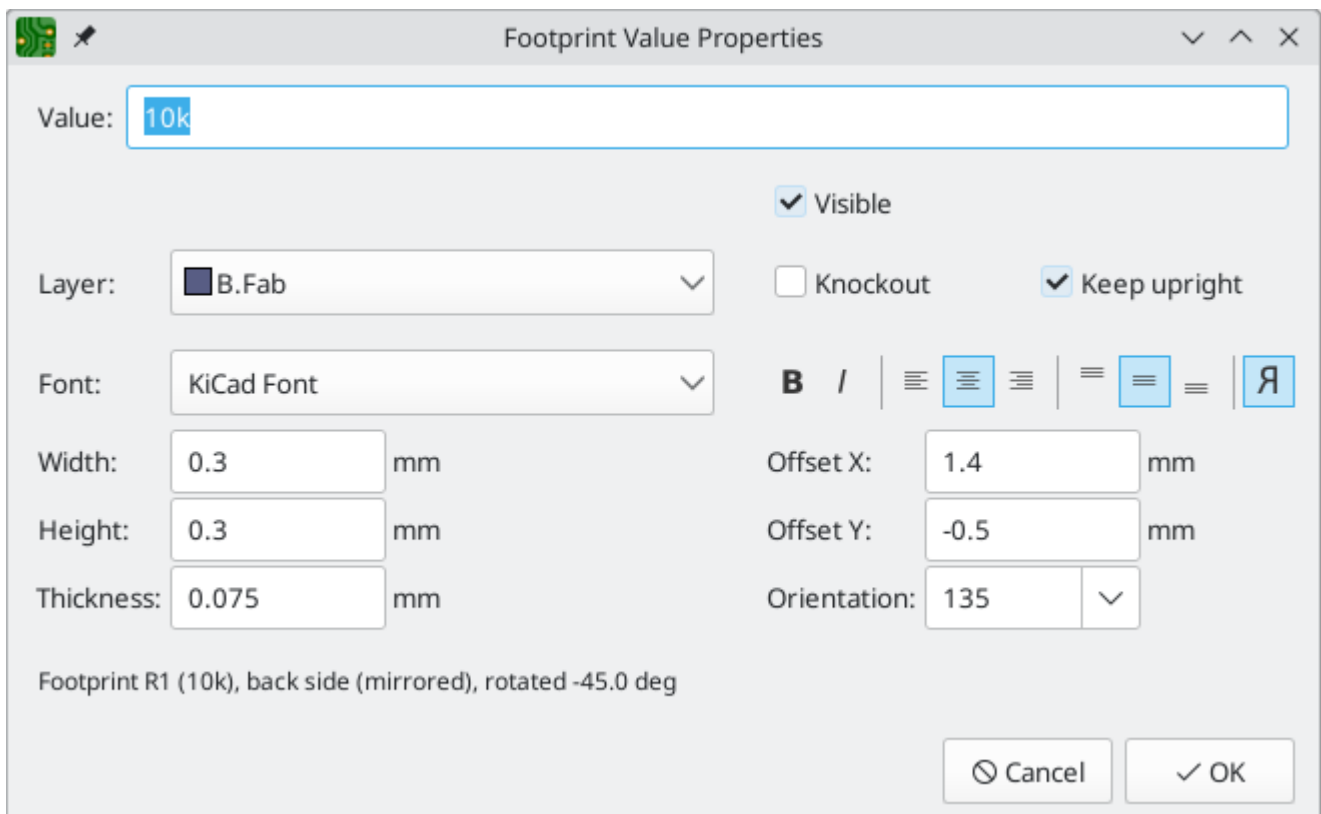 Footprint Value Properties
Value: 10k
Visible
Layer: B.Fab Knockout Keep upright
Font: KiCad Font B I Я
Width: 0.3 mm Offset X: 1.4 mm
Height: 0.3 mm Offset Y: -0.5 mm
Thickness: 0.075 mm Orientation: 135
Footprint R1 (10k), back side (mirrored), rotated -45.0 deg
Cancel OK